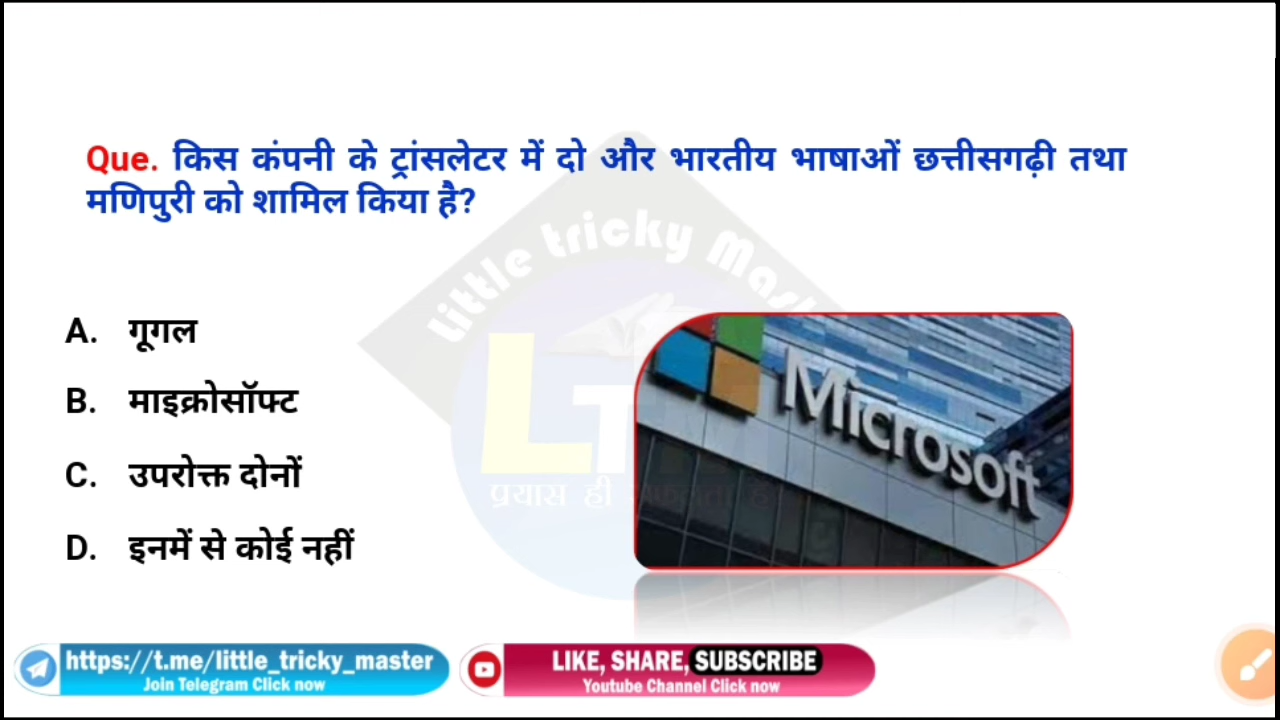 Que. किस कंपनी के ट्रांसलेटर में दो और भारतीय भाषाओं छत्तीसगढ़ी तथा
मणिपुरी को शामिल किया है?
Little tricky
A. गूगल
B. माइक्रोसॉफ्ट
C. उपरोक्त दोनों
D. इनमें से कोई नहीं
Microsoft
प्रयास ही
https://t.me/little_tricky_master
Join Telegram Click now
LIKE, SHARE, SUBSCRIBE
Youtube Channel Click now